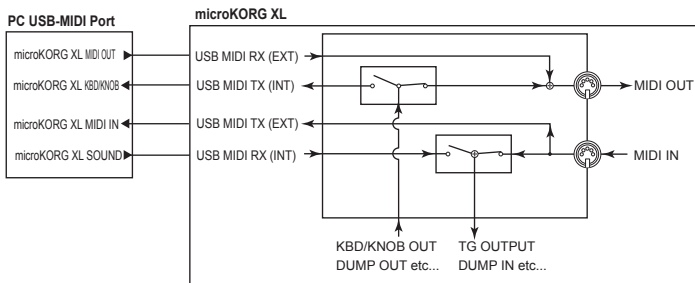 microKORG XL
PC USB-MIDI Port
microKORG XL MIDI OUT
USB MIDI RX (EXT)
microKORG XL KBD/KNOB
USB MIDI TX (INT)
MIDI OUT
microKORG XL MIDI IN
USB MIDI TX (EXT)
microKORG XL SOUND
USB MIDI RX (INT)
MIDI IN
KBD/KNOB OUT
DUMP OUT etc...
TG OUTPUT
DUMP IN etc...